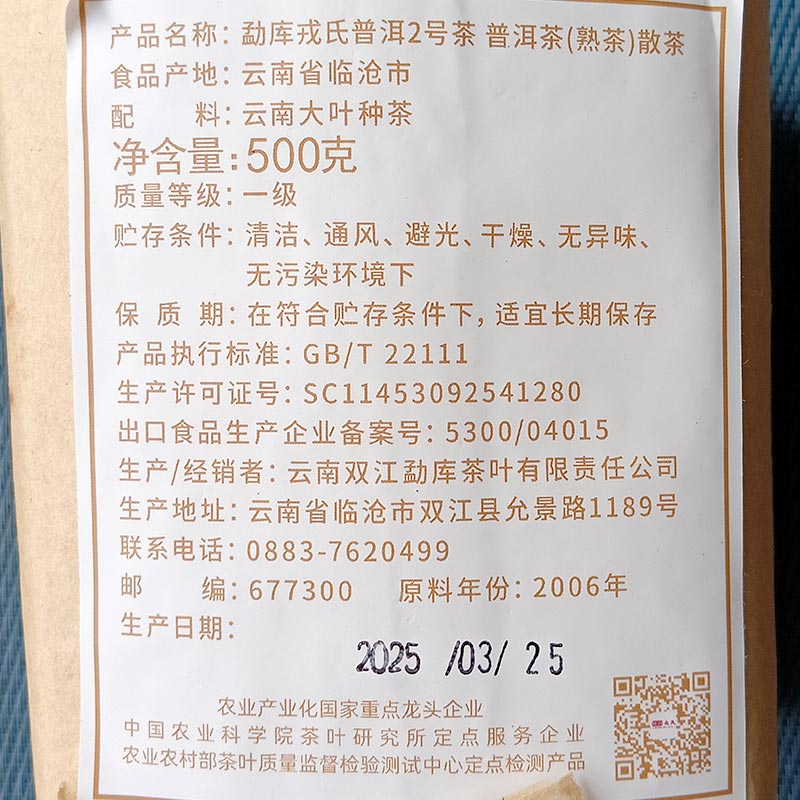 产品名称：勐库戎氏普洱2号茶 普洱茶(熟茶)散茶
食品产地：云南省临沧市
配 料：云南大叶种茶
净含量：500克
质量等级：一级
贮存条件：清洁、通风、避光、干燥、无异味、
无污染环境下
保 质 期：在符合贮存条件下，适宜长期保存
产品执行标准：GB/T 22111
生产许可证号：SC11453092541280
出口食品生产企业备案号：5300/04015
生产/经销者：云南双江勐库茶叶有限责任公司
生产地址：云南省临沧市双江县允景路1189号
联系电话：0883-7620499
邮 编：677300 原料年份：2006年
生产日期：
2025 /03/ 25
农业产业化国家重点龙头企业
中国农业科学院茶叶研究所定点服务企业
农业农村部茶叶质量监督检验测试中心定点检测产品